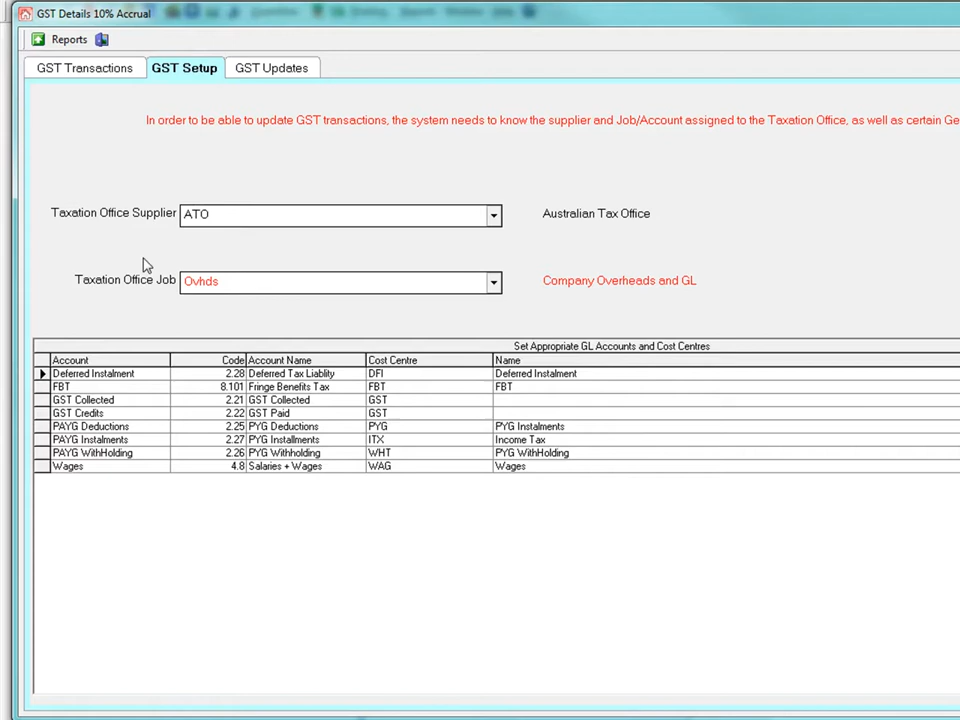 GST Details 10% Accrual
Reports
GST Transactions GST Setup GST Updates
In order to be able to update GST transactions, the system needs to know the supplier and Job/Account assigned to the Taxation Office, as well as certain Ge
Taxation Office Supplier ATO Australian Tax Office
Taxation Office Job Ovhds Company Overheads and GL
Set Appropriate GL Accounts and Cost Centres
Account Code Account Name Cost Centre Name
Deferred Instalment 2.28 Deferred Tax Liablity DFI Deferred Instalment
FBT 8.101 Fringe Benefits Tax FBT FBT
GST Collected 2.21 GST Collected GST
GST Credits 2.22 GST Paid GST
PAYG Deductions 2.25 PYG Deductions PYG PYG Instalments
PAYG Instalments 2.27 PYG Installments ITX Income Tax
PAYG WithHolding 2.26 PYG Withholding WHT PYG WithHolding
Wages 4.8 Salaries + Wages WAG Wages